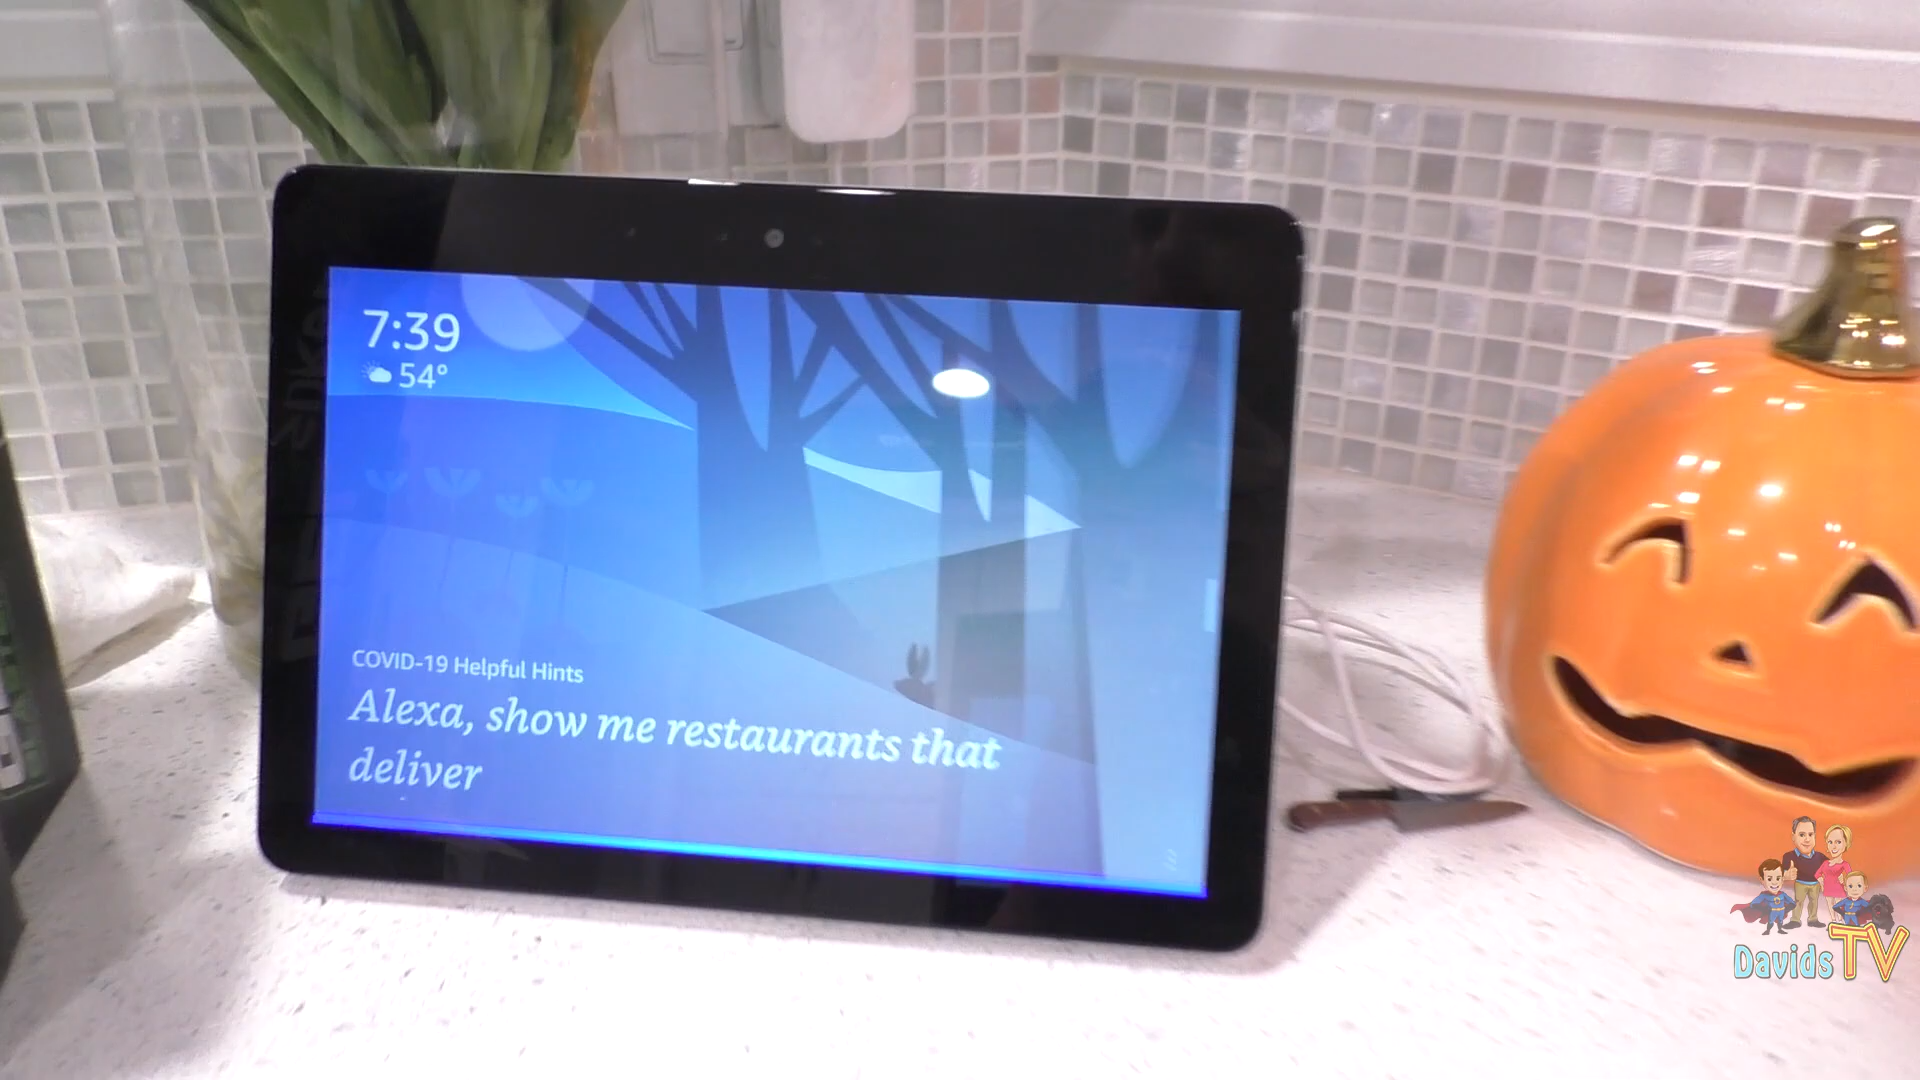 7:39
54°
COVID-19 Helpful Hints
Alexa, show me restaurants that
deliver
Davids TV